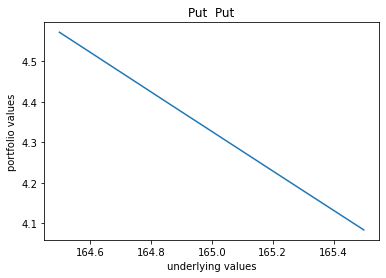 Put  Put
portfolio values
4.5
4.4
4.3
4.2
4.1
164.6 164.8 165.0 165.2 165.4
underlying values